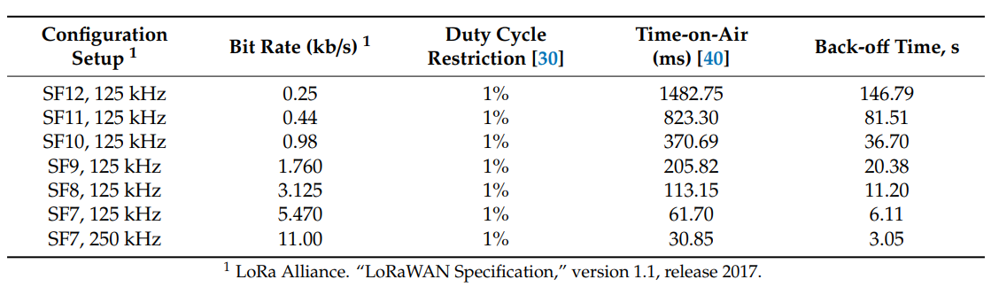 Configuration Setup ¹ Bit Rate (kb/s) ¹ Duty Cycle Restriction [30] Time-on-Air (ms) [40] Back-off Time, s
SF12, 125 kHz 0.25 1% 1482.75 146.79
SF11, 125 kHz 0.44 1% 823.30 81.51
SF10, 125 kHz 0.98 1% 370.69 36.70
SF9, 125 kHz 1.760 1% 205.82 20.38
SF8, 125 kHz 3.125 1% 113.15 11.20
SF7, 125 kHz 5.470 1% 61.70 6.11
SF7, 250 kHz 11.00 1% 30.85 3.05
¹ LoRa Alliance. “LoRaWAN Specification,” version 1.1, release 2017.